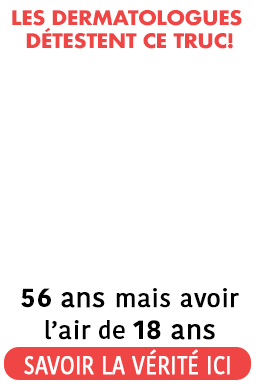 LES DERMATOLOGUES
DÉTESTENT CE TRUC!
56 ans mais avoir
l'air de 18 ans
SAVOIR LA VÉRITÉ ICI